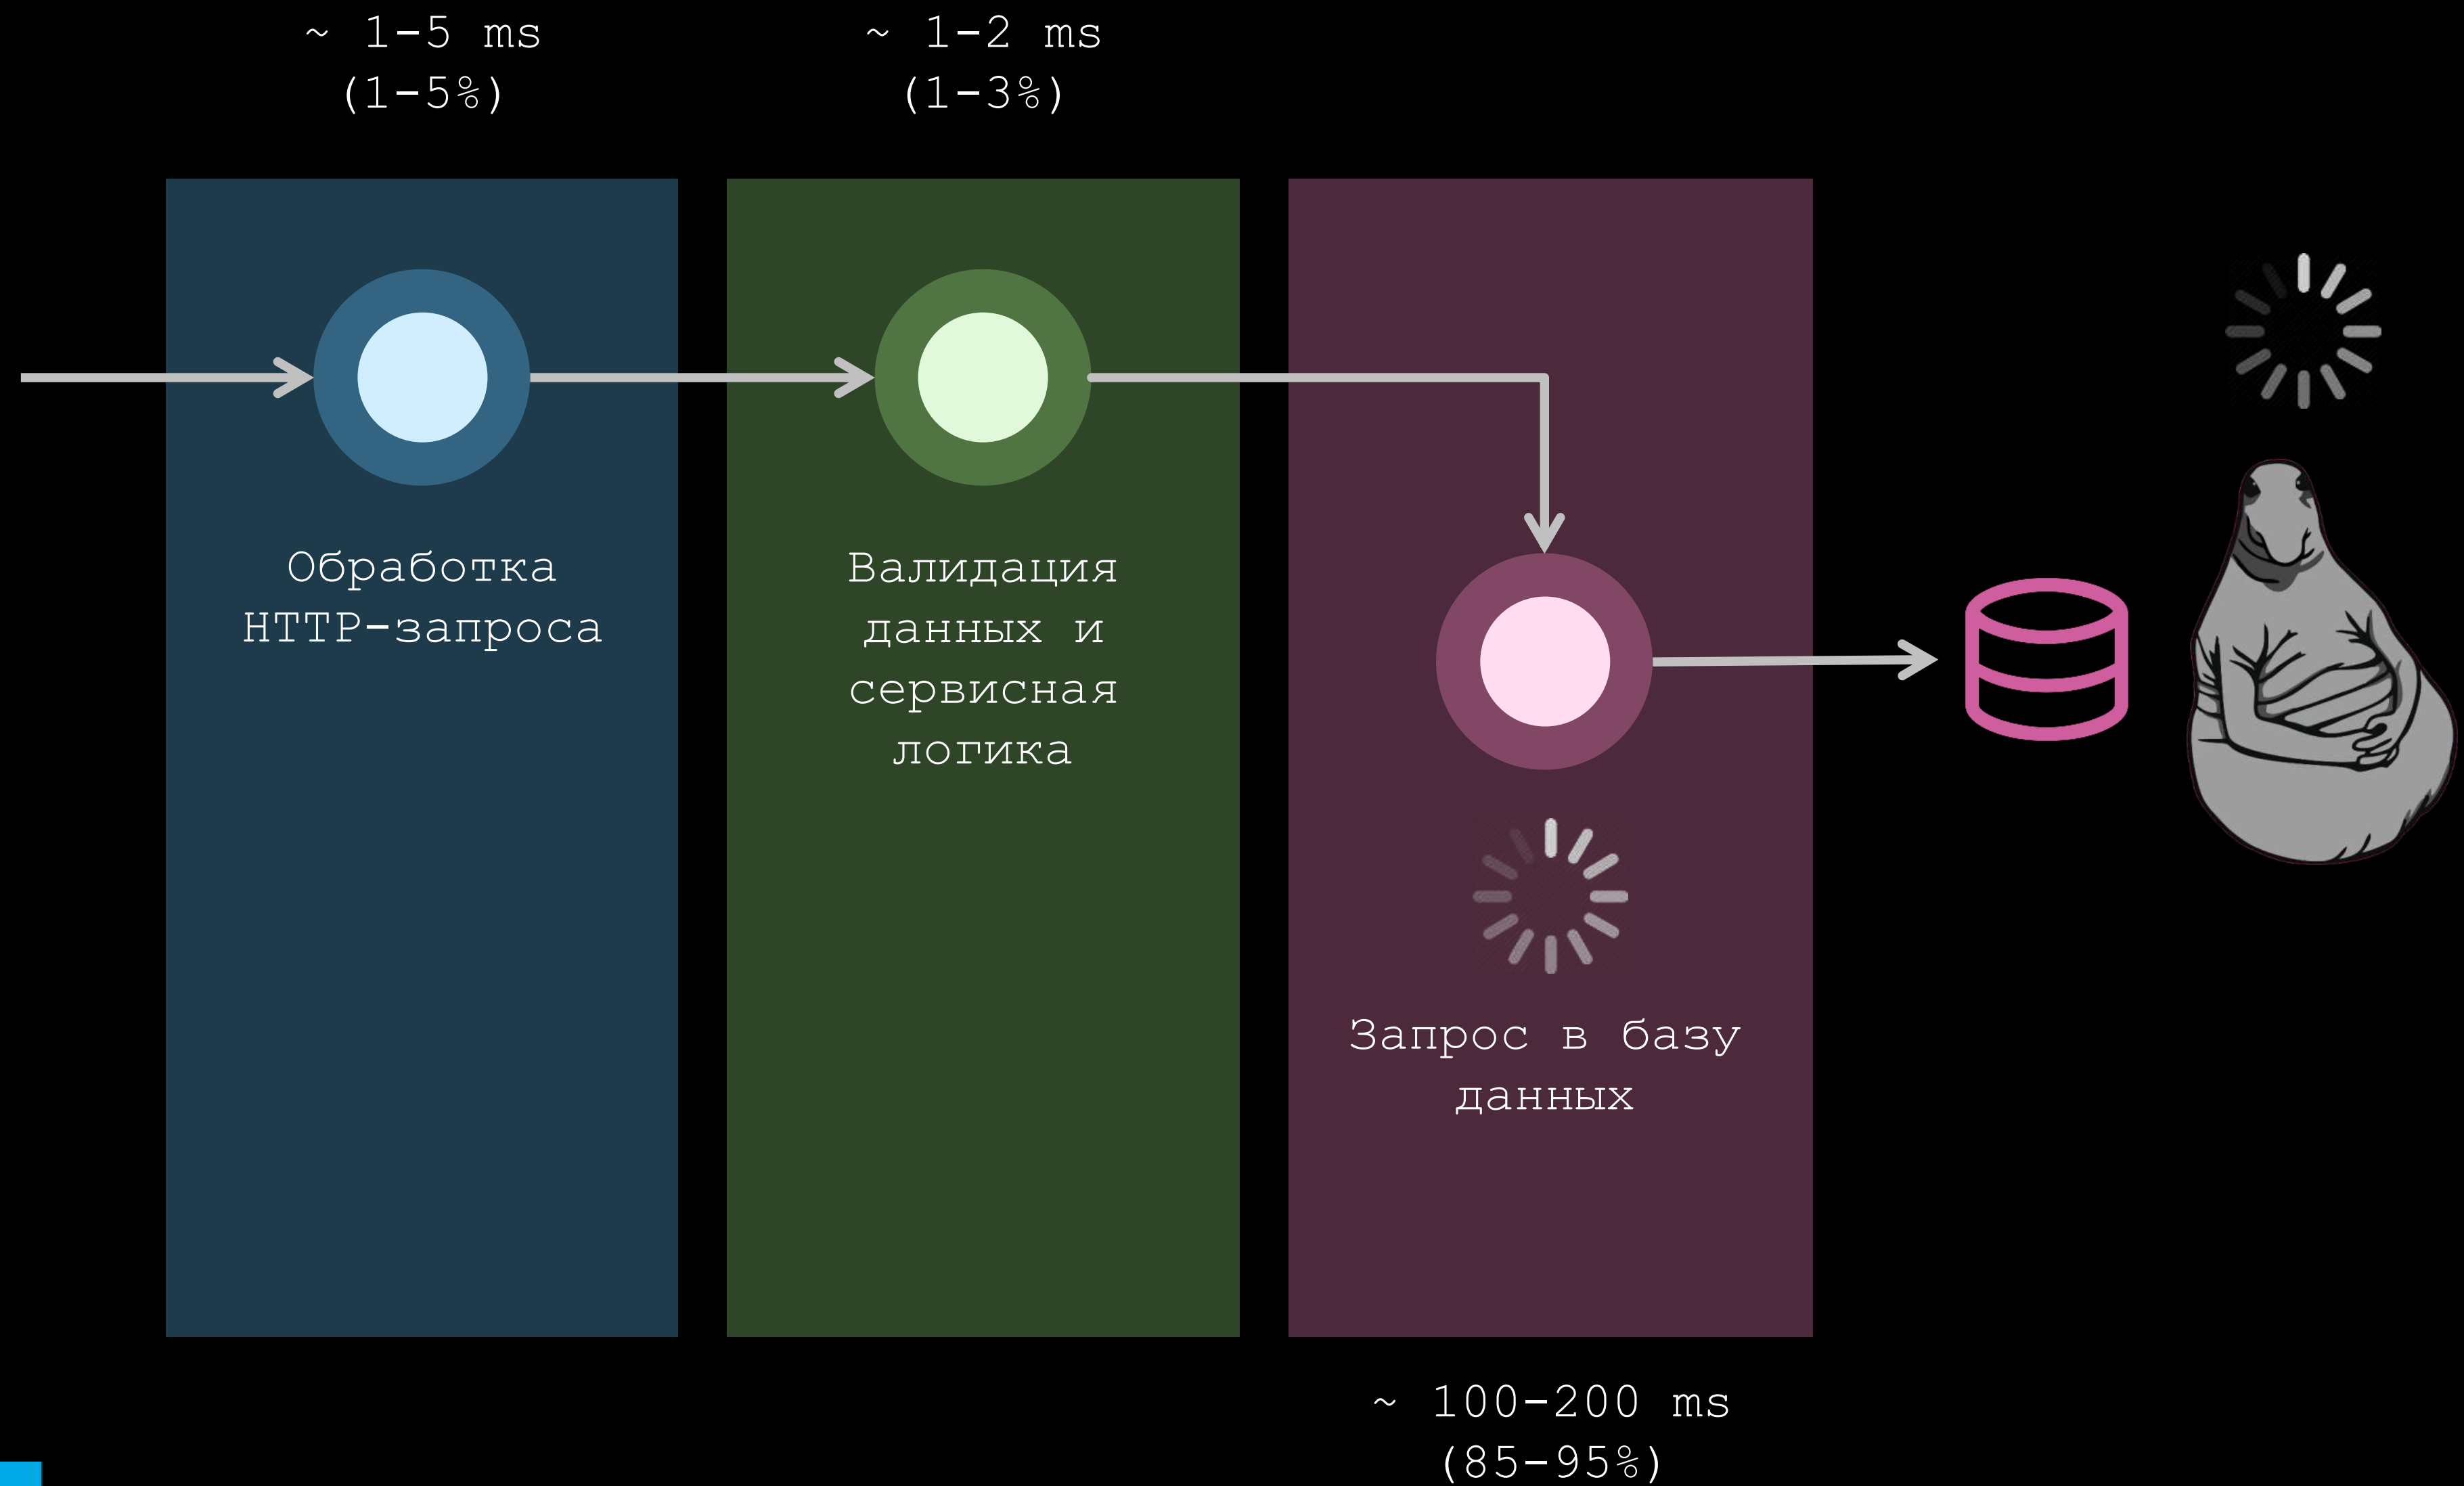 ~ 1-5 ms
(1-5%)
~ 1-2 ms
(1-3%)
Обработка
HTTP-запроса
Валидация
данных и
сервисная
логика
Запрос в базу
данных
~ 100-200 ms
(85-95%)